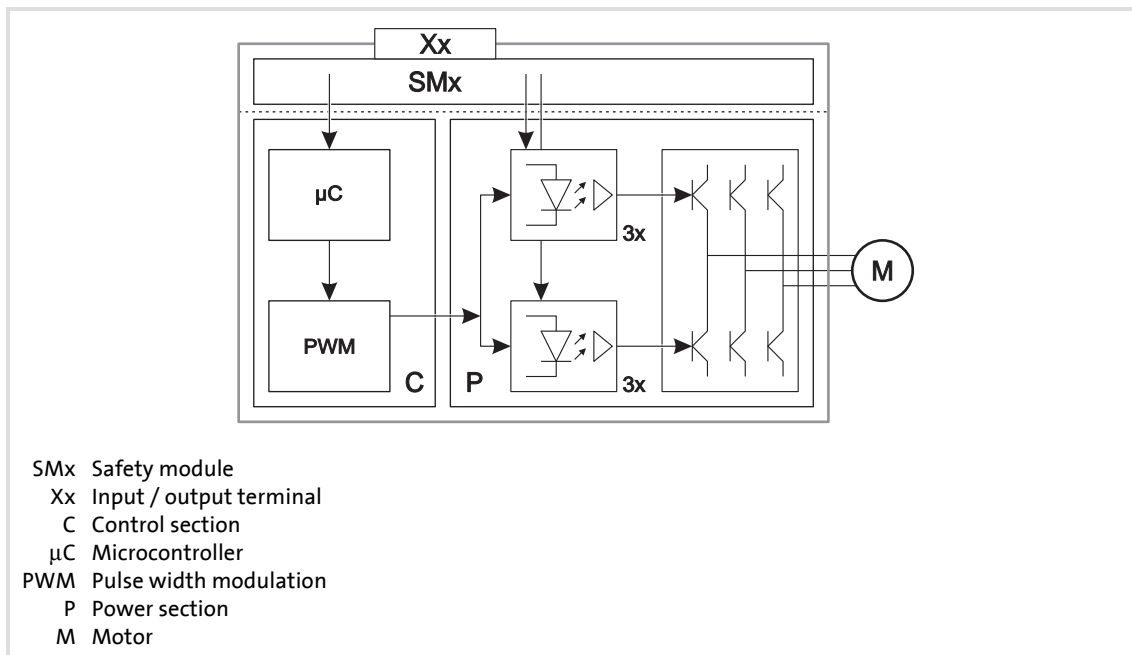 Xx
SMx
µC
3x
M
PWM
C
P
3x
SMx Safety module
Xx Input / output terminal
C Control section
µC Microcontroller
PWM Pulse width modulation
P Power section
M Motor